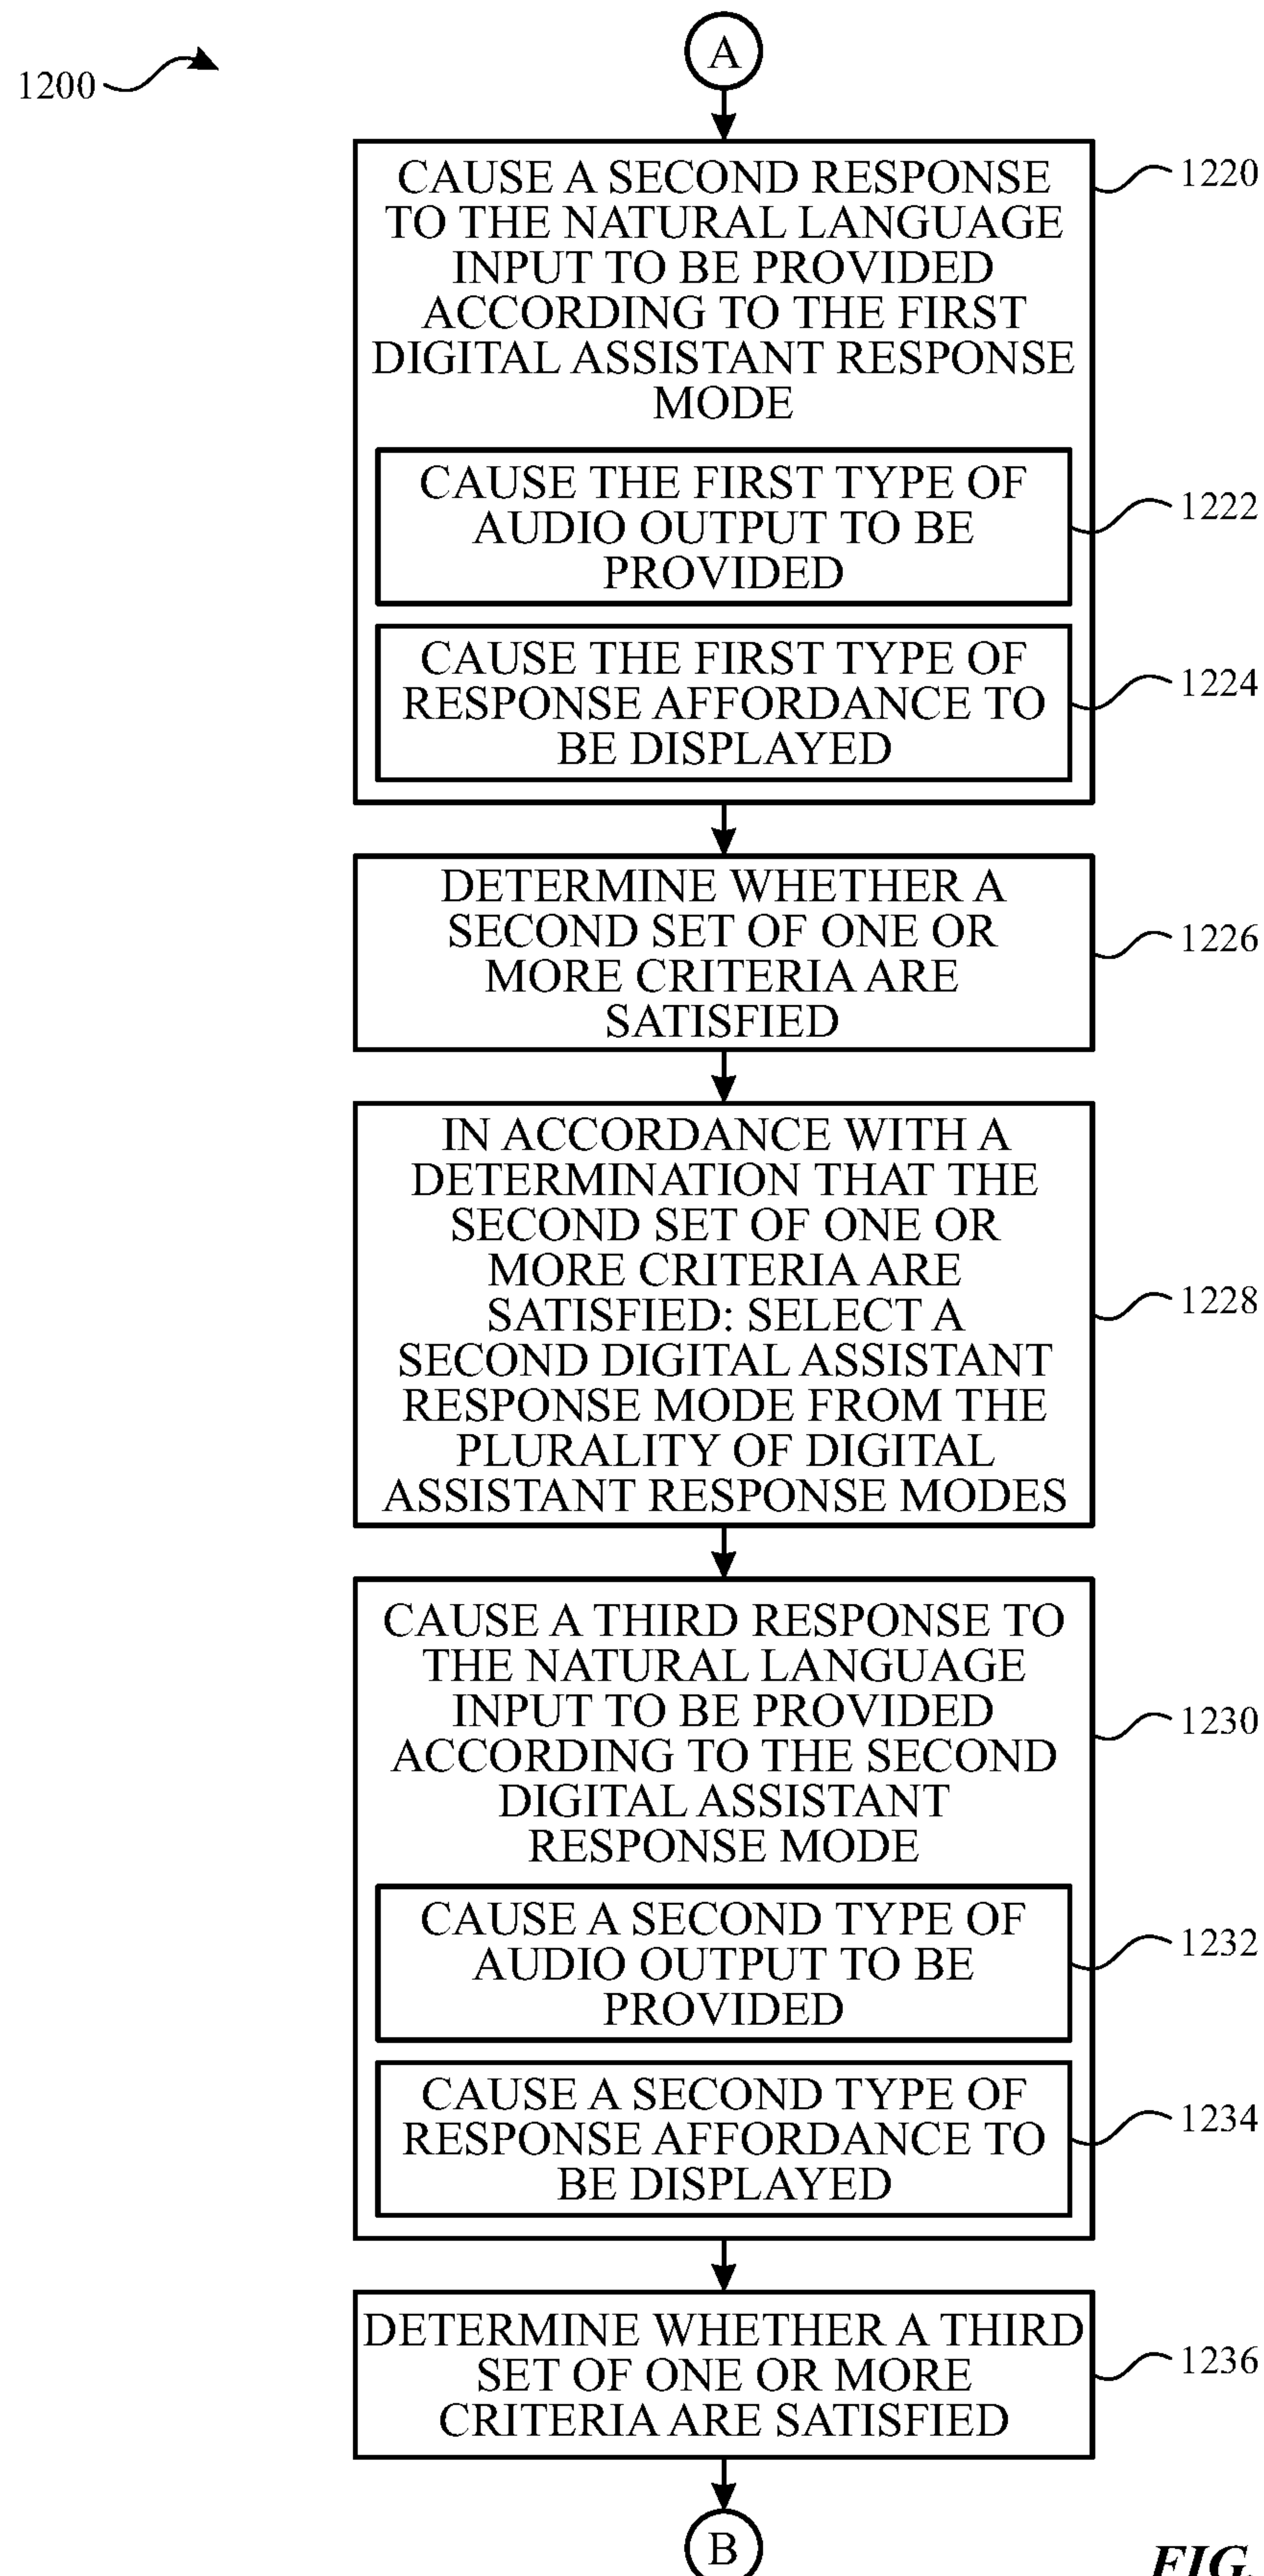 A
1200
CAUSE A SECOND RESPONSE
TO THE NATURAL LANGUAGE
INPUT TO BE PROVIDED
ACCORDING TO THE FIRST
DIGITAL ASSISTANT RESPONSE
MODE
1220
CAUSE THE FIRST TYPE OF
AUDIO OUTPUT TO BE
PROVIDED
1222
CAUSE THE FIRST TYPE OF
RESPONSE AFFORDANCE TO
BE DISPLAYED
1224
DETERMINE WHETHER A
SECOND SET OF ONE OR
MORE CRITERIA ARE
SATISFIED
1226
IN ACCORDANCE WITH A
DETERMINATION THAT THE
SECOND SET OF ONE OR
MORE CRITERIA ARE
SATISFIED: SELECT A
SECOND DIGITAL ASSISTANT
RESPONSE MODE FROM THE
PLURALITY OF DIGITAL
ASSISTANT RESPONSE MODES
1228
CAUSE A THIRD RESPONSE TO
THE NATURAL LANGUAGE
INPUT TO BE PROVIDED
ACCORDING TO THE SECOND
DIGITAL ASSISTANT
RESPONSE MODE
1230
CAUSE A SECOND TYPE OF
AUDIO OUTPUT TO BE
PROVIDED
1232
CAUSE A SECOND TYPE OF
RESPONSE AFFORDANCE TO
BE DISPLAYED
1234
DETERMINE WHETHER A THIRD
SET OF ONE OR MORE
CRITERIA ARE SATISFIED
1236
B
FIG.